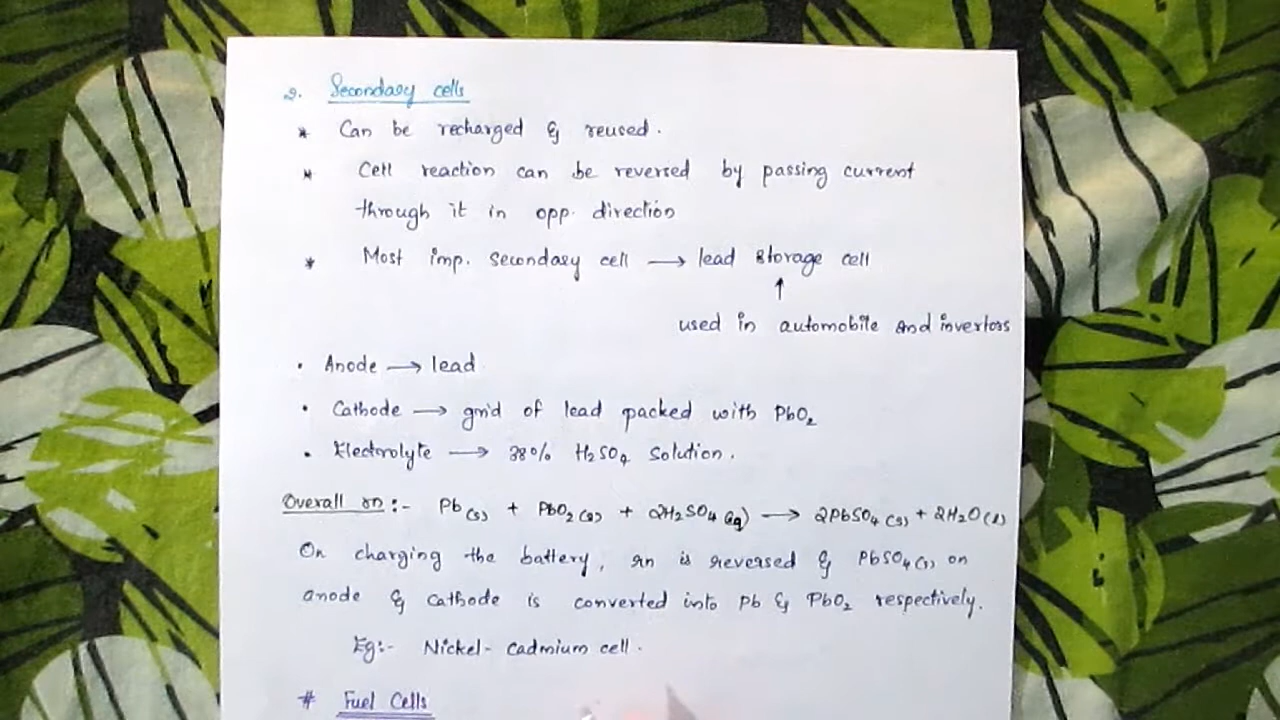 2. Secondary cells
* Can be recharged & reused.
* Cell reaction can be reversed by passing current
through it in opp. direction
* Most imp. secondary cell → lead storage cell
↑
used in automobile and invertors
• Anode → lead
• Cathode → grid of lead packed with PbO₂
• Electrolyte → 38% H₂SO₄ solution.
Overall rn :- Pb(s) + PbO₂(s) + 2H₂SO₄(aq) → 2PbSO₄(s) + 2H₂O(l)
On charging the battery, rn is reversed & PbSO₄(s) on
anode & cathode is converted into Pb & PbO₂ respectively.
Eg:- Nickel- cadmium cell.
# Fuel Cells